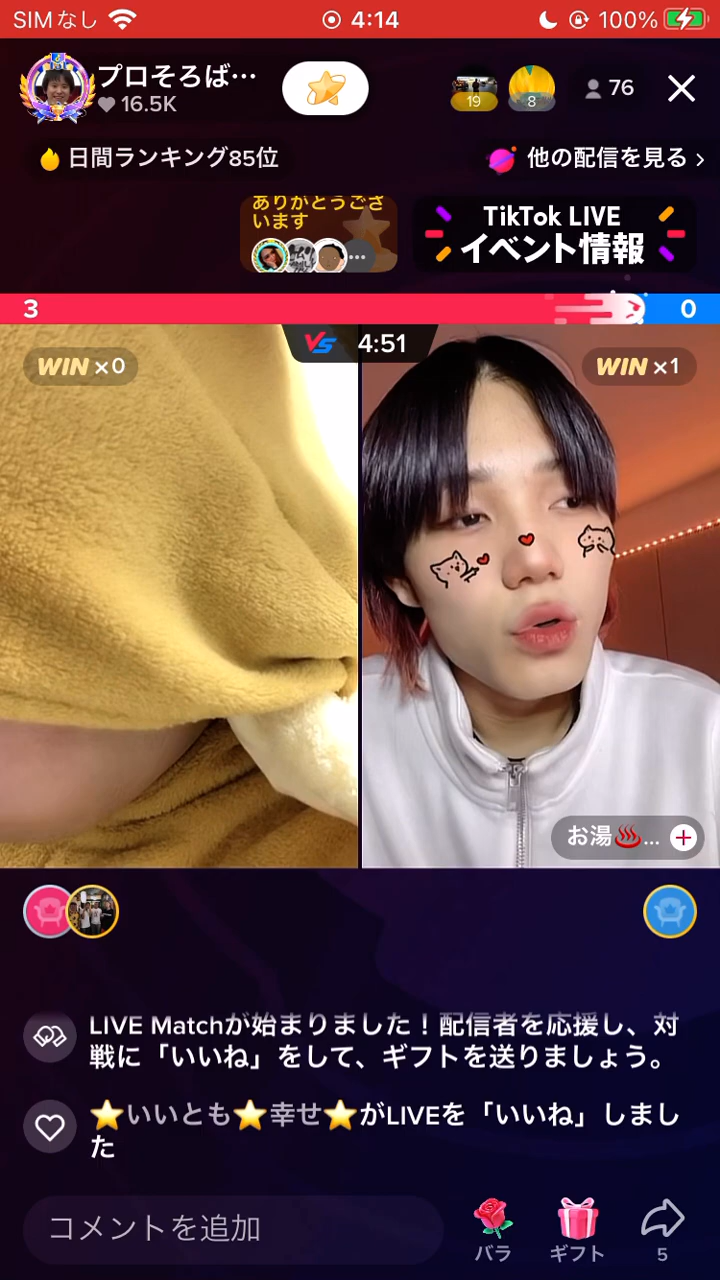 SIMなし 4:14 100%
プロそろば…
16.5K
19
8
76
日間ランキング85位
他の配信を見る
ありがとうござ
います
TikTok LIVE
イベント情報
3
0
VS 4:51
WIN ×0
WIN ×1
お湯♨️...
LIVE Matchが始まりました！配信者を応援し、対
戦に「いいね」をして、ギフトを送りましょう。
⭐いいとも⭐幸せ⭐がLIVEを「いいね」しまし
た
コメントを追加
バラ
ギフト
5